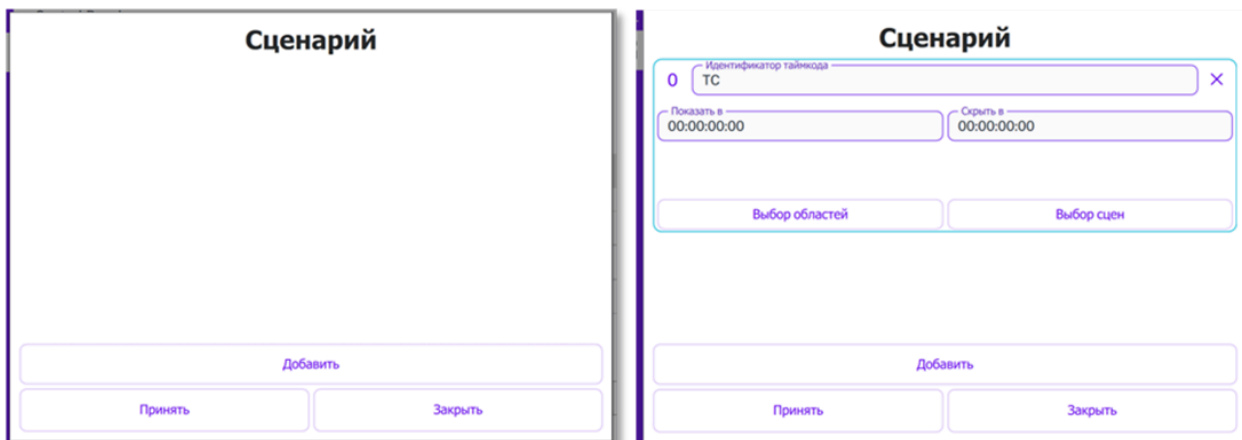 Сценарий
Добавить
Принять
Закрыть
Сценарий
Идентификатор таймкода
0
TC
Показать в
Скрыть в
00:00:00:00
00:00:00:00
Выбор областей
Выбор сцен
Добавить
Принять
Закрыть